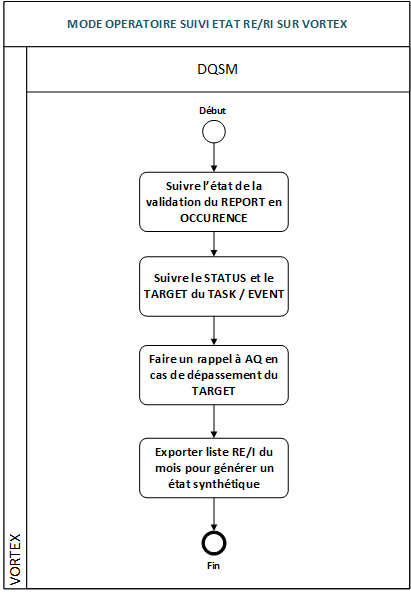 MODE OPERATOIRE SUIVI ETAT RE/RI SUR VORTEX
DQSM
Début
Suivre l'état de la
validation du REPORT en
OCCURENCE
Suivre le STATUS et le
TARGET du TASK / EVENT
Faire un rappel à AQ en
cas de dépassement du
TARGET
Exporter liste RE/I du
mois pour générer un
état synthétique
Fin
VORTEX